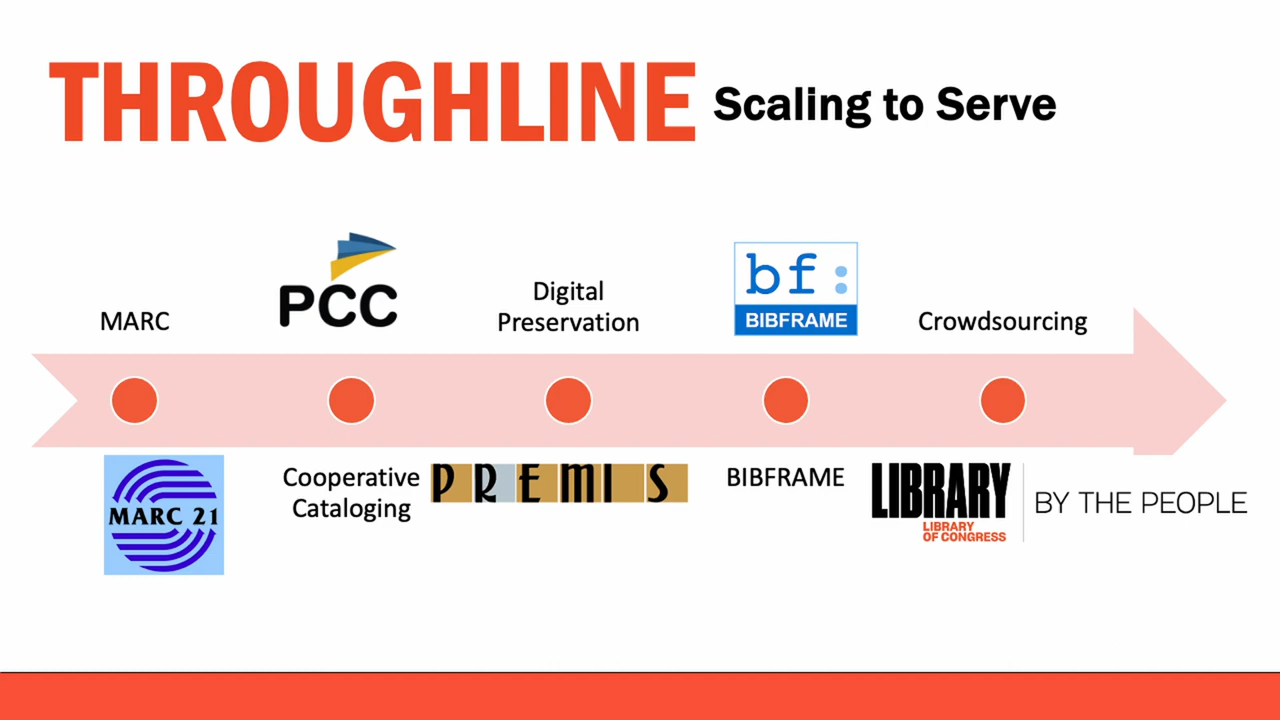 THROUGHLINE Scaling to Serve
MARC
PCC
Digital
Preservation
bf:
BIBFRAME
Crowdsourcing
MARC 21
Cooperative
Cataloging
PREMIS
BIBFRAME
LIBRARY
LIBRARY
OF CONGRESS
BY THE PEOPLE